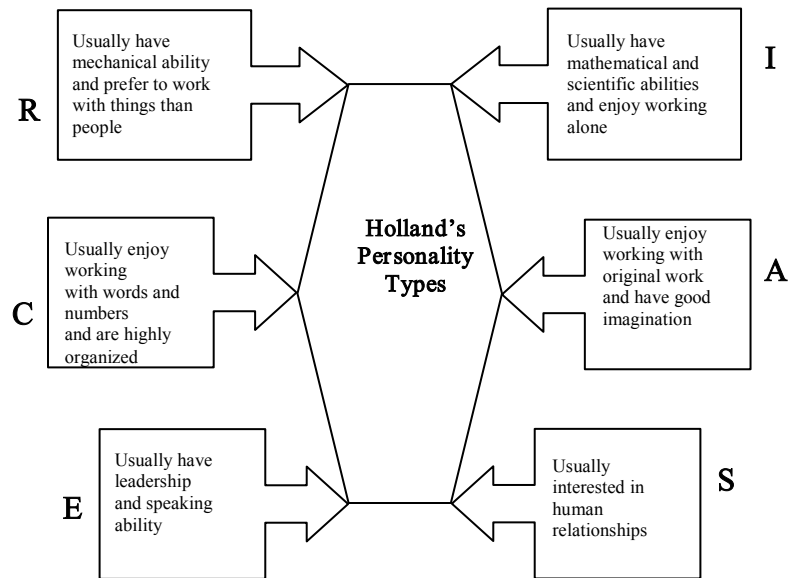 R
Usually have
mechanical ability
and prefer to work
with things than
people
Usually have
mathematical and
scientific abilities
and enjoy working
alone
I
Holland's
Personality
Types
C
Usually enjoy
working
with words and
numbers
and are highly
organized
Usually enjoy
working with
original work
and have good
imagination
A
E
Usually have
leadership
and speaking
ability
Usually
interested in
human
relationships
S